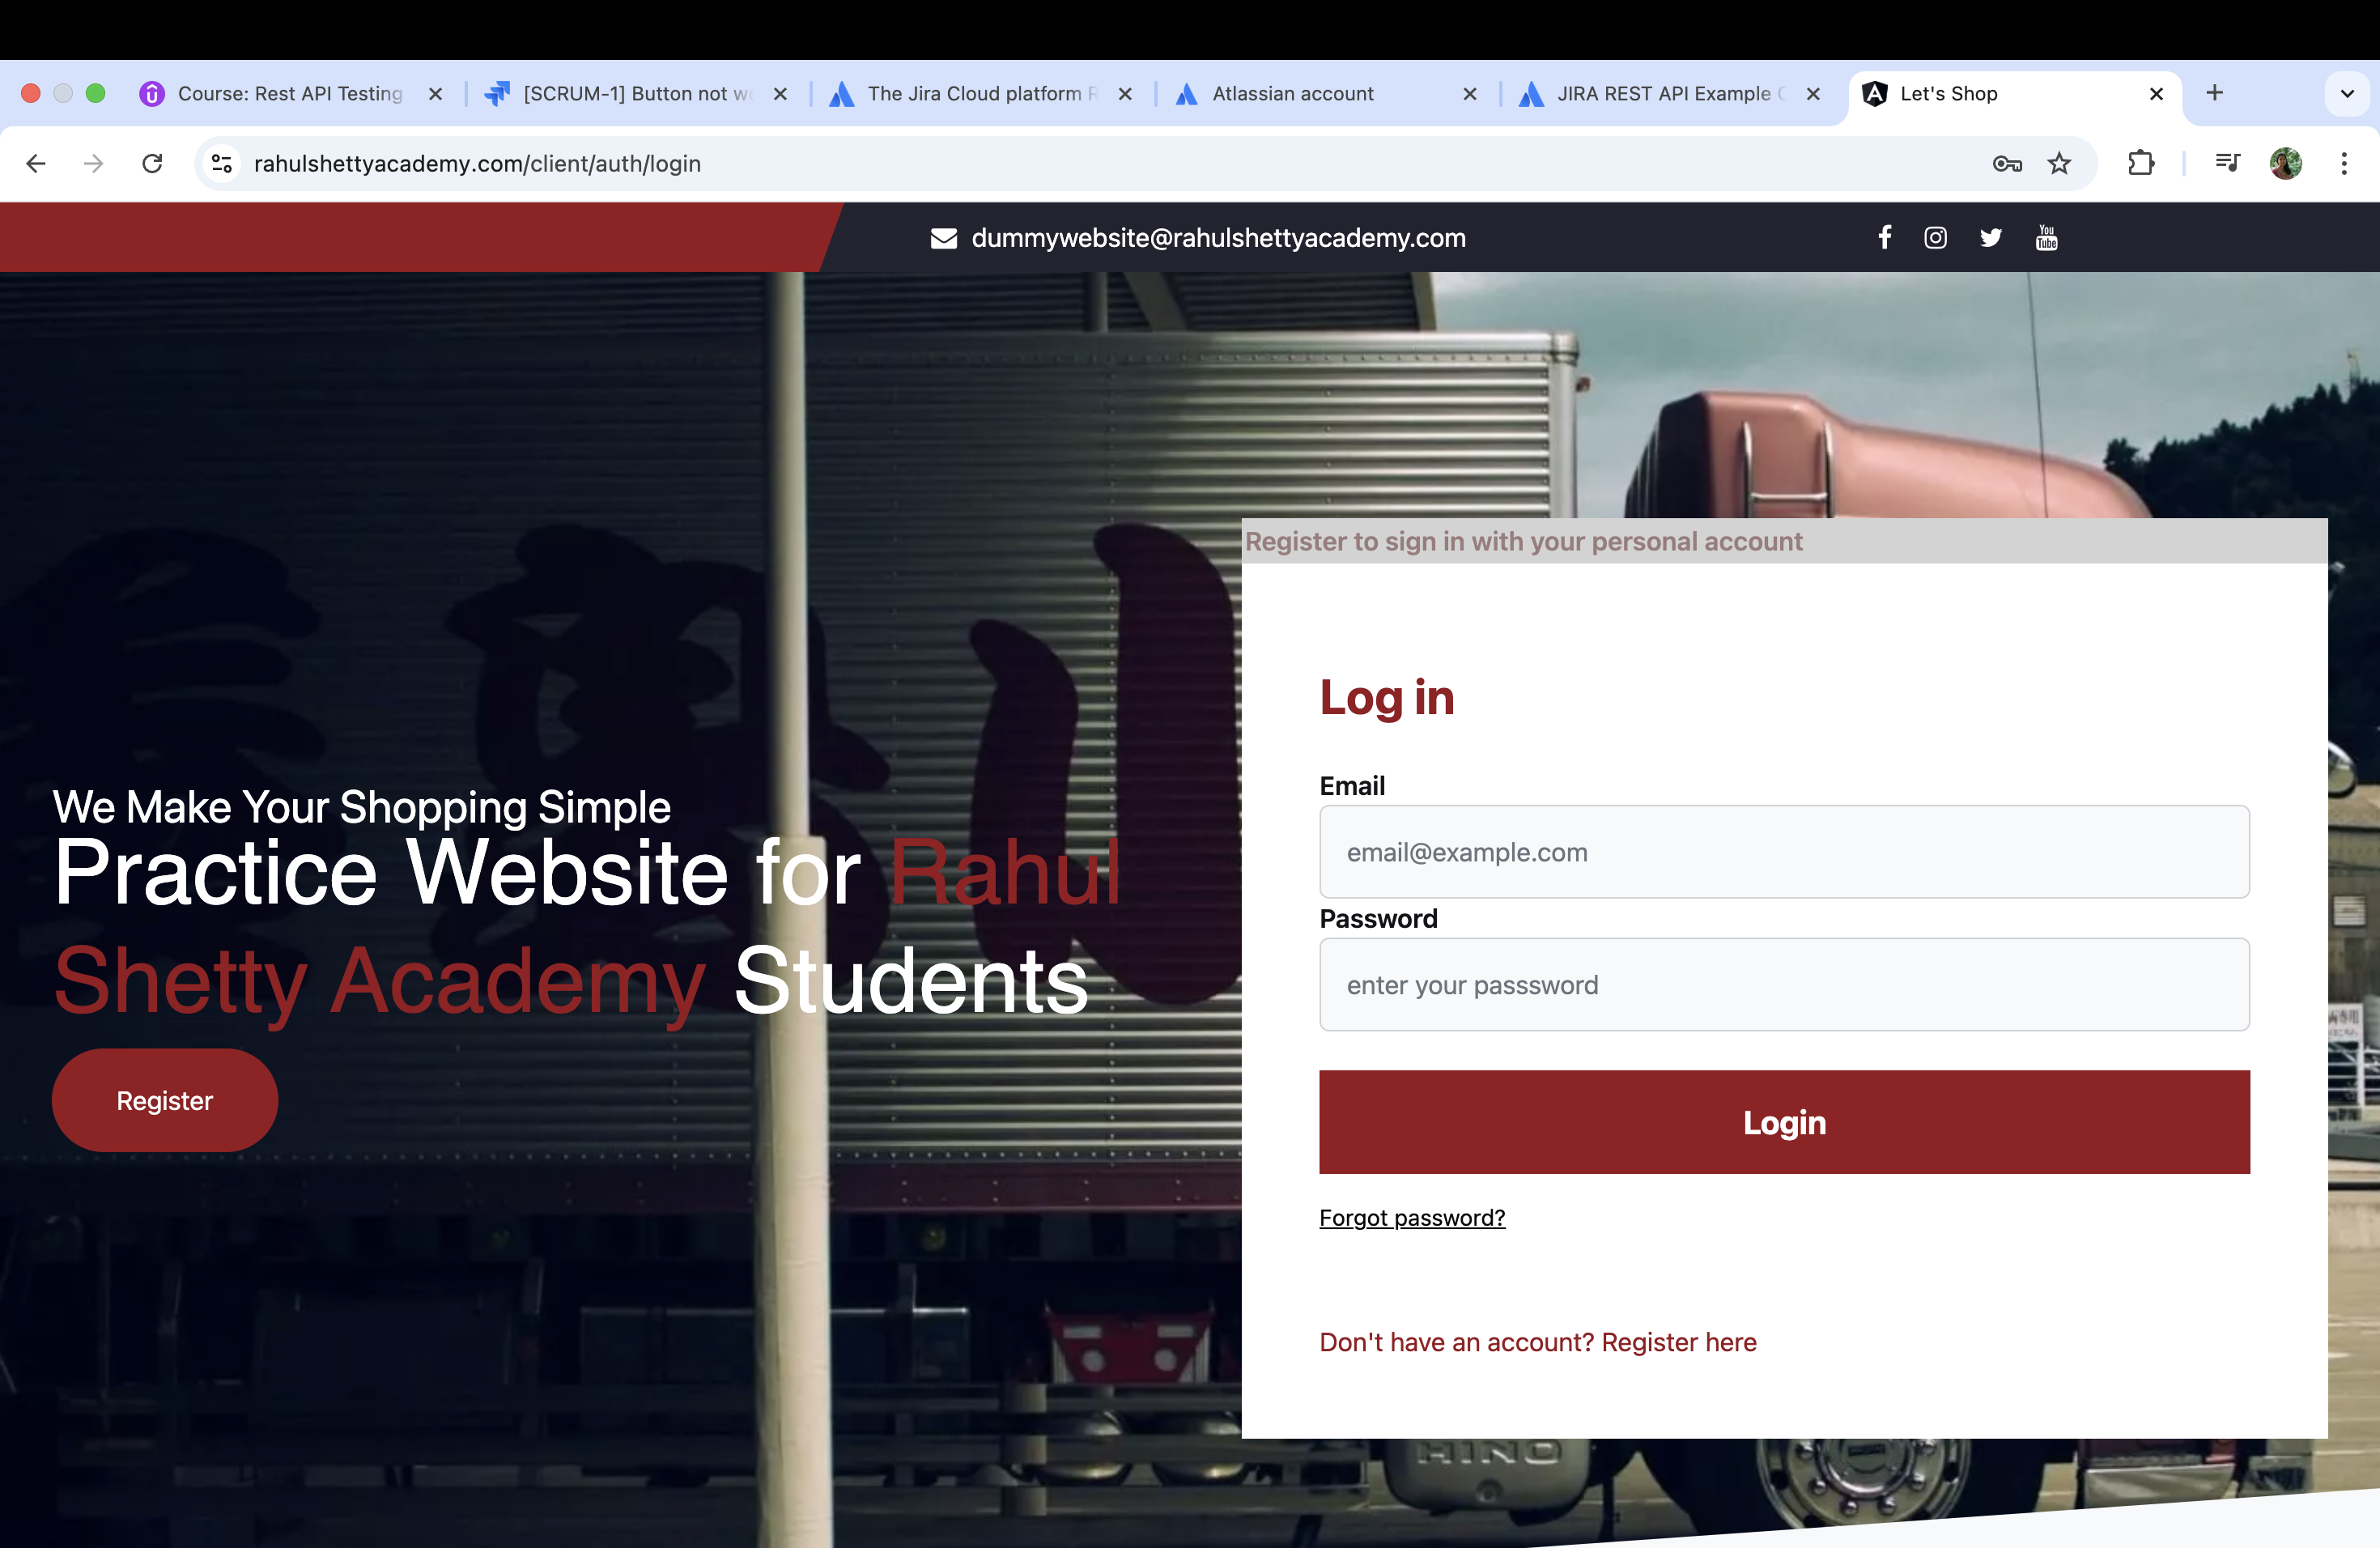 Course: Rest API Testing
[SCRUM-1] Button not
The Jira Cloud platform
Atlassian account
JIRA REST API Example
Let's Shop
rahulshettyacademy.com/client/auth/login
dummywebsite@rahulshettyacademy.com
You
Tube
Register to sign in with your personal account
Log in
Email
email@example.com
Password
enter your passsword
Login
Forgot password?
Don't have an account? Register here
We Make Your Shopping Simple
Practice Website for Rahul
Shetty Academy Students
Register
HINO